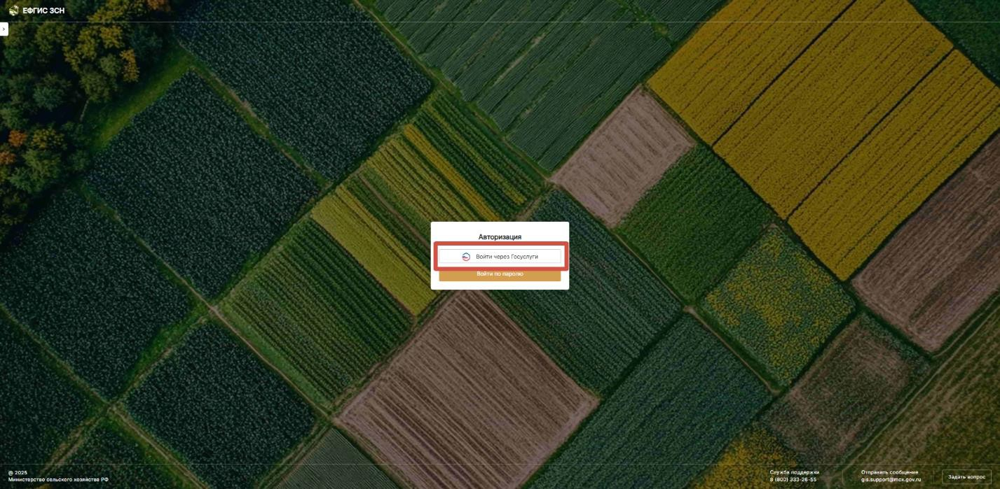 ЕФГИС ЗСН
Авторизация
Войти через Госуслуги
Войти по паролю
@ 2025
Министерство сельского хозяйства РФ
Служба поддержки
8 (800) 333-26-55
Отправить сообщение
gis.support@mcx.gov.ru
Задать вопрос